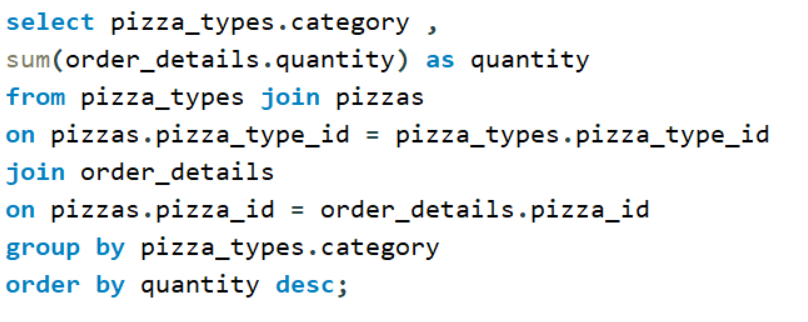 select pizza_types.category ,
sum(order_details.quantity) as quantity
from pizza_types join pizzas
on pizzas.pizza_type_id = pizza_types.pizza_type_id
join order_details
on pizzas.pizza_id = order_details.pizza_id
group by pizza_types.category
order by quantity desc;